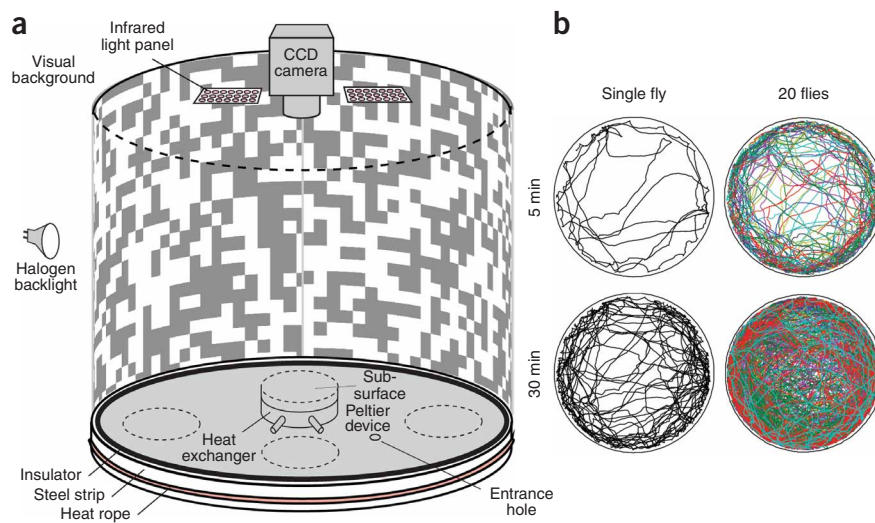 a
Infrared
light panel
Visual
background
CCD
camera
Halogen
backlight
Sub-
surface
Peltier
device
Heat
exchanger
Insulator
Steel strip
Heat rope
Entrance
hole
b
Single fly
20 flies
5 min
30 min